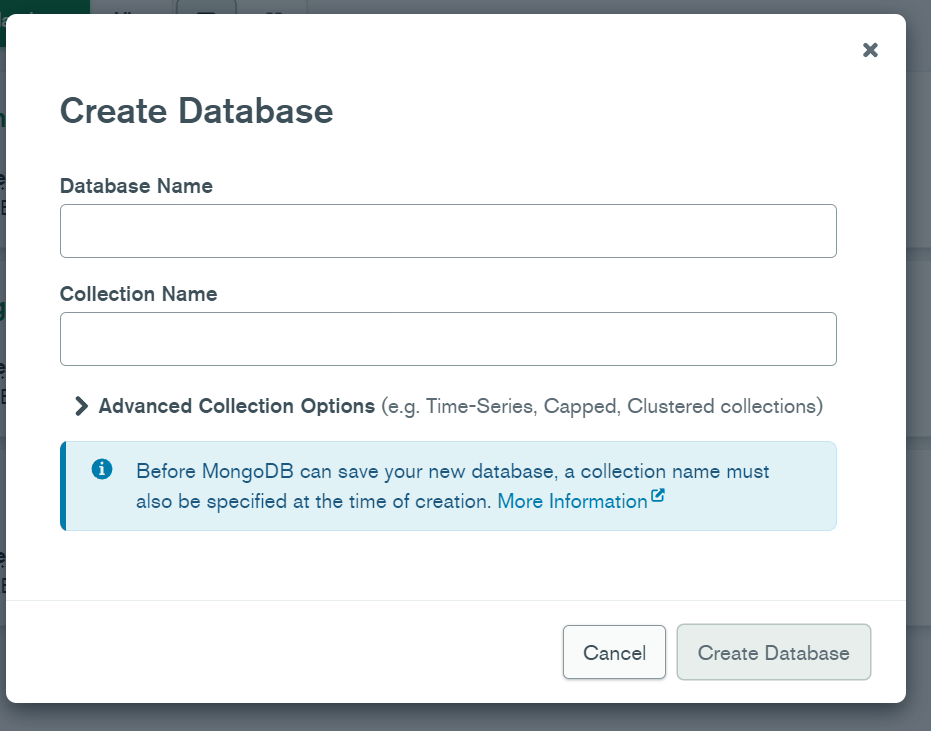 Create Database
Database Name
Collection Name
Advanced Collection Options (e.g. Time-Series, Capped, Clustered collections)
Before MongoDB can save your new database, a collection name must
also be specified at the time of creation. More Information
Cancel
Create Database